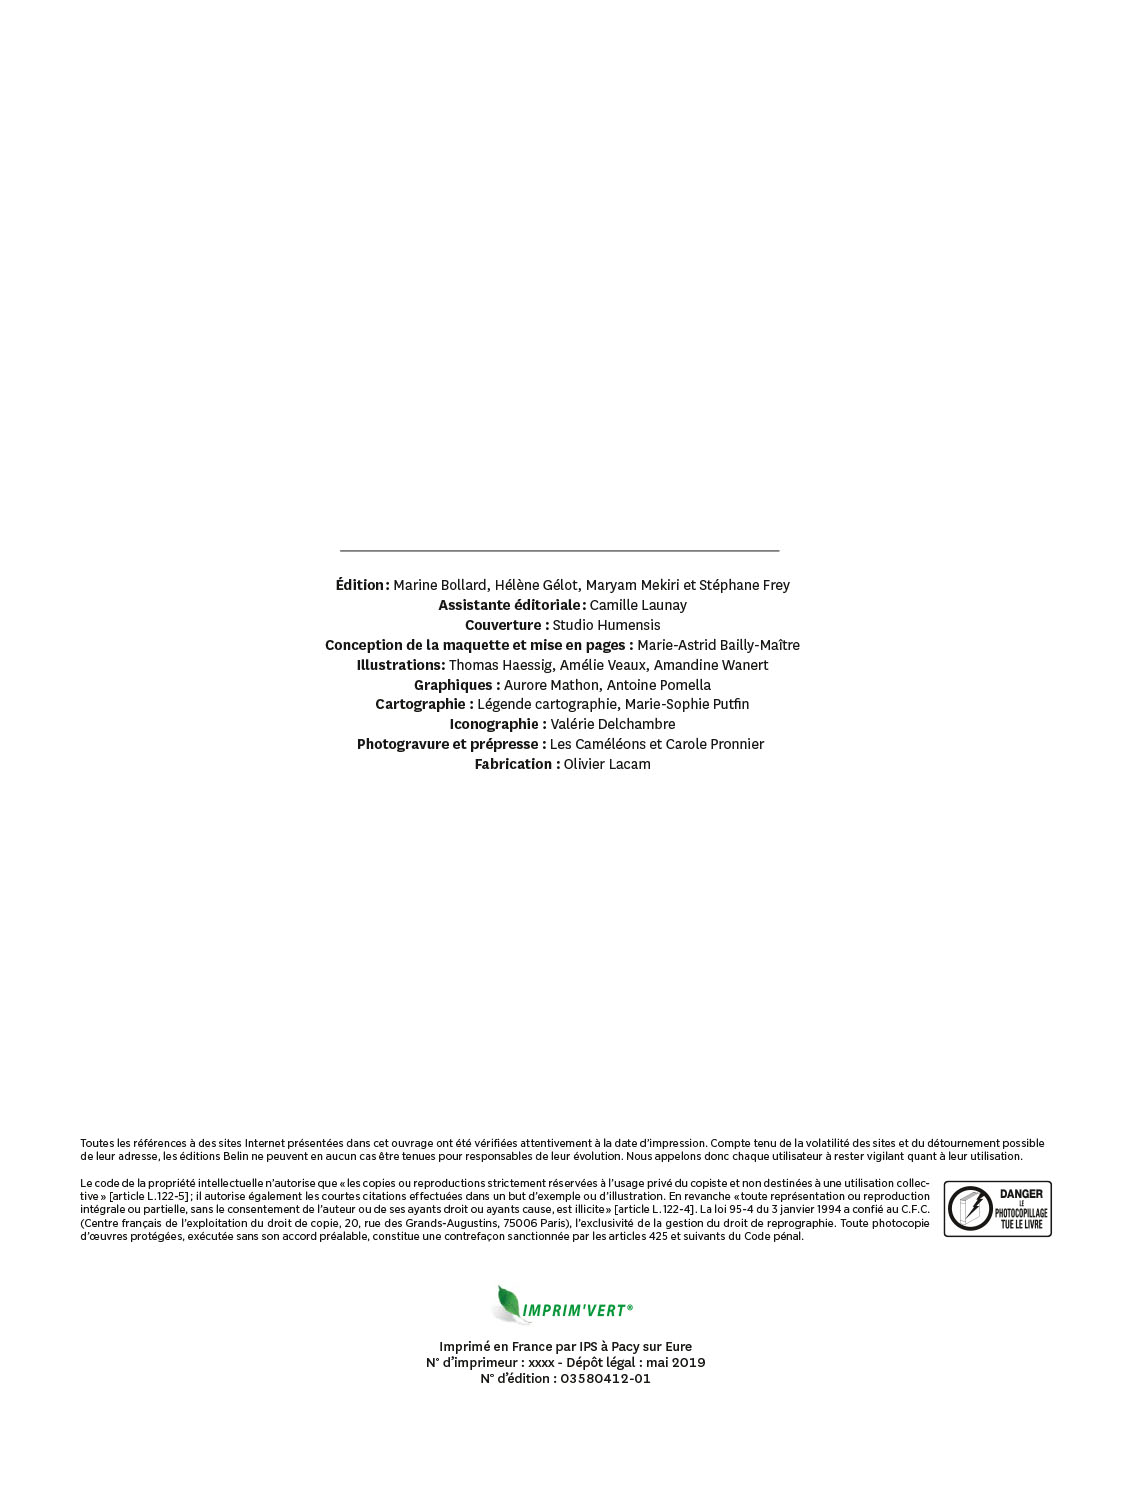 Édition : Marine Bollard, Hélène Gélot, Maryam Mekiri et Stéphane Frey
Assistante éditoriale : Camille Launay
Couverture : Studio Humensis
Conception de la maquette et mise en pages : Marie-Astrid Bailly-Maître
Illustrations: Thomas Haessig, Amélie Veaux, Amandine Wanert
Graphiques : Aurore Mathon, Antoine Pomella
Cartographie : Légende cartographie, Marie-Sophie Putfin
Iconographie : Valérie Delchambre
Photogravure et prépresse : Les Caméléons et Carole Pronnier
Fabrication : Olivier Lacam
Toutes les références à des sites Internet présentées dans cet ouvrage ont été vérifiées attentivement à la date d'impression. Compte tenu de la volatilité des sites et du détournement possible
de leur adresse, les éditions Belin ne peuvent en aucun cas être tenues pour responsables de leur évolution. Nous appelons donc chaque utilisateur à rester vigilant quant à leur utilisation.
Le code de la propriété intellectuelle n'autorise que « les copies ou reproductions strictement réservées à l'usage privé du copiste et non destinées à une utilisation collec-
tive » [article L.122-5] ; il autorise également les courtes citations effectuées dans un but d'exemple ou d'illustration. En revanche « toute représentation ou reproduction
intégrale ou partielle, sans le consentement de l'auteur ou de ses ayants droit ou ayants cause, est illicite » [article L.122-4]. La loi 95-4 du 3 janvier 1994 a confié au C.F.C.
(Centre français de l'exploitation du droit de copie, 20, rue des Grands-Augustins, 75006 Paris), l'exclusivité de la gestion du droit de reprographie. Toute photocopie
d'œuvres protégées, exécutée sans son accord préalable, constitue une contrefaçon sanctionnée par les articles 425 et suivants du Code pénal.
DANGER
LE
PHOTOCOPILLAGE
TUE LE LIVRE
IMPRIM'VERT®
Imprimé en France par IPS à Pacy sur Eure
N° d'imprimeur : xxxx - Dépôt légal : mai 2019
N° d'édition : 03580412-01